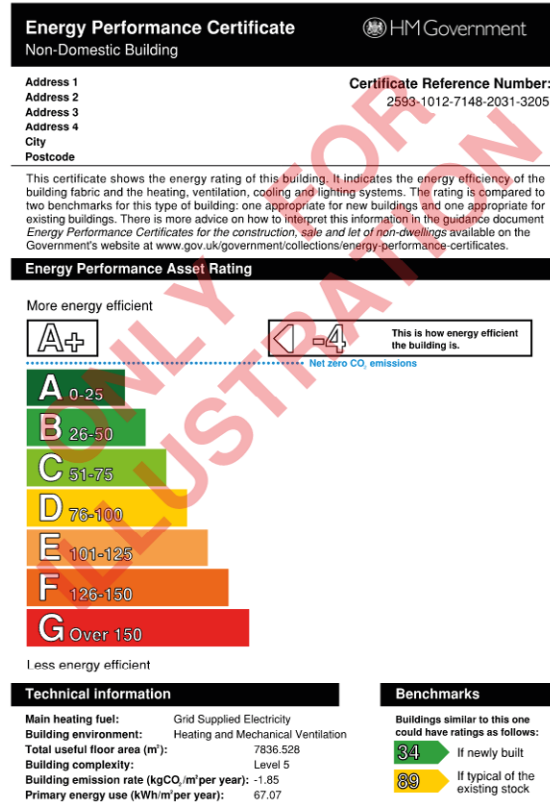 Energy Performance Certificate
Non-Domestic Building
HM Government
Address 1
Address 2
Address 3
Address 4
City
Postcode
Certificate Reference Number:
2593-1012-7148-2031-3205
This certificate shows the energy rating of this building. It indicates the energy efficiency of the
building fabric and the heating, ventilation, cooling and lighting systems. The rating is compared to
two benchmarks for this type of building: one appropriate for new buildings and one appropriate for
existing buildings. There is more advice on how to interpret this information in the guidance document
Energy Performance Certificates for the construction, sale and let of non-dwellings available on the
Government's website at www.gov.uk/government/collections/energy-performance-certificates.
Energy Performance Asset Rating
More energy efficient
A+
-4
This is how energy efficient
the building is.
Net zero CO₂ emissions
A 0-25
B 26-50
C 51-75
D 76-100
E 101-125
F 126-150
G Over 150
Less energy efficient
ONLY FOR
ILLUSTRATION
Technical information
Main heating fuel: Grid Supplied Electricity
Building environment: Heating and Mechanical Ventilation
Total useful floor area (m²): 7836.528
Building complexity: Level 5
Building emission rate (kgCO₂/m²per year): -1.85
Primary energy use (kWh/m²per year): 67.07
Benchmarks
Buildings similar to this one
could have ratings as follows:
34 If newly built
89 If typical of the
existing stock